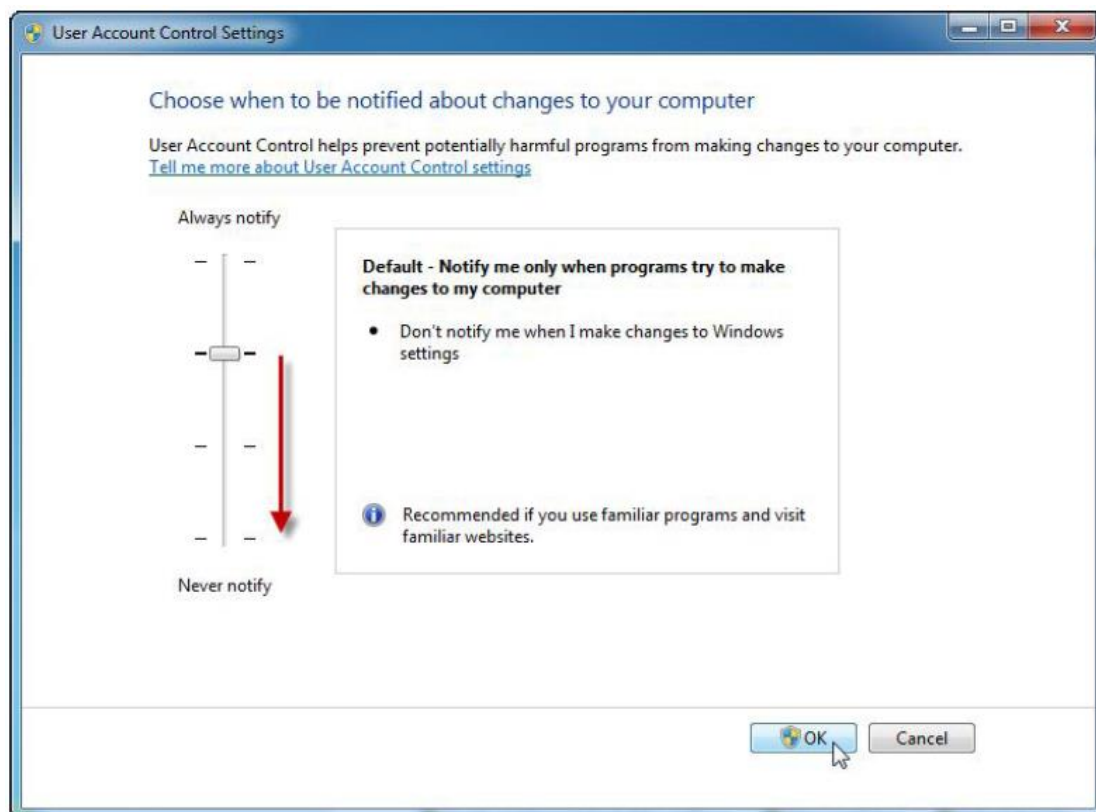 User Account Control Settings
Choose when to be notified about changes to your computer
User Account Control helps prevent potentially harmful programs from making changes to your computer.
Tell me more about User Account Control settings
Always notify
Default - Notify me only when programs try to make
changes to my computer
• Don't notify me when I make changes to Windows
settings
Recommended if you use familiar programs and visit
familiar websites.
Never notify
OK
Cancel